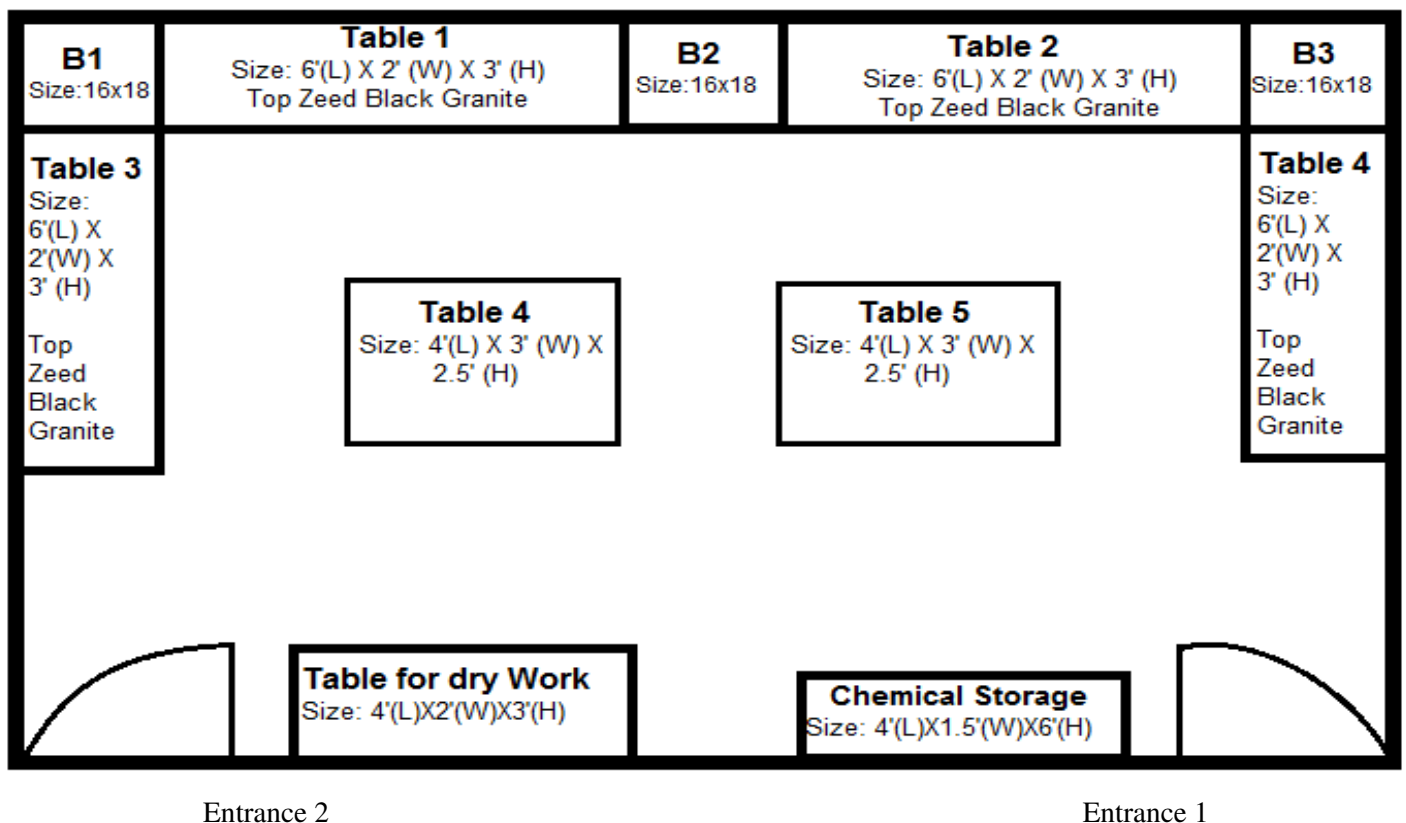 B1
Size:16x18
Table 1
Size: 6'(L) X 2' (W) X 3' (H)
Top Zeed Black Granite
B2
Size:16x18
Table 2
Size: 6'(L) X 2' (W) X 3' (H)
Top Zeed Black Granite
B3
Size:16x18
Table 3
Size:
6'(L) X
2'(W) X
3' (H)
Top
Zeed
Black
Granite
Table 4
Size: 4'(L) X 3' (W) X
2.5' (H)
Table 5
Size: 4'(L) X 3' (W) X
2.5' (H)
Table 4
Size:
6'(L) X
2'(W) X
3' (H)
Top
Zeed
Black
Granite
Table for dry Work
Size: 4'(L)X2'(W)X3'(H)
Chemical Storage
Size: 4'(L)X1.5'(W)X6'(H)
Entrance 2
Entrance 1